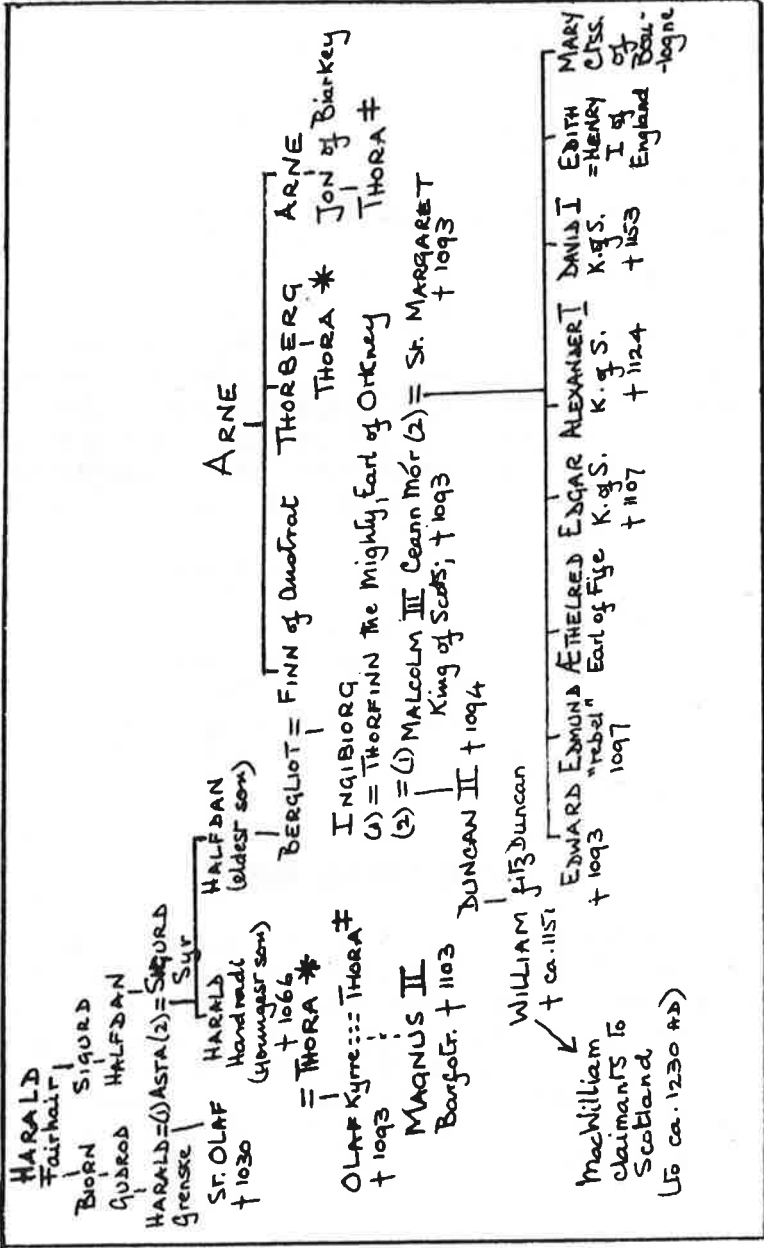 HARALD
Fairhair
BIORN SIGURD
GUDROD HALFDAN
HARALD=(1)ASTA(2)=SIGURD
Grenske Syr
ST. OLAF
+ 1030
HARALD
Hardradi
(youngest son)
+ 1066
= THORA *
HALFDAN
(eldest son)
OLAF Kyrre:::THORA ǂ
+ 1093
MAGNUS II
Barfotr. + 1103
ARNE
BERGLIOT = FINN of Austrat THORBERG ARNE
THORA * JON of Biarkey
THORA ǂ
INGIBIORG
(1) = THORFINN the Mighty, Earl of Orkney
(2) = (1) MALCOLM III Ceann Mór (2) = St. MARGARET
King of Scots, + 1093 + 1093
DUNCAN II + 1094
WILLIAM fitz Duncan
+ ca. 1151
MacWilliam
claimants to
Scotland
(to ca. 1230 AD)
EDWARD
+ 1093
EDMUND
"rebel"
1097
ÆTHELRED
Earl of Fife
EDGAR
K. of S.
+ 1107
ALEXANDER I
K. of S.
+ 1124
DAVID I
K. of S.
+ 1153
EDITH
=HENRY
I of
England
MARY
Ctss.
of
Bou-
-logne